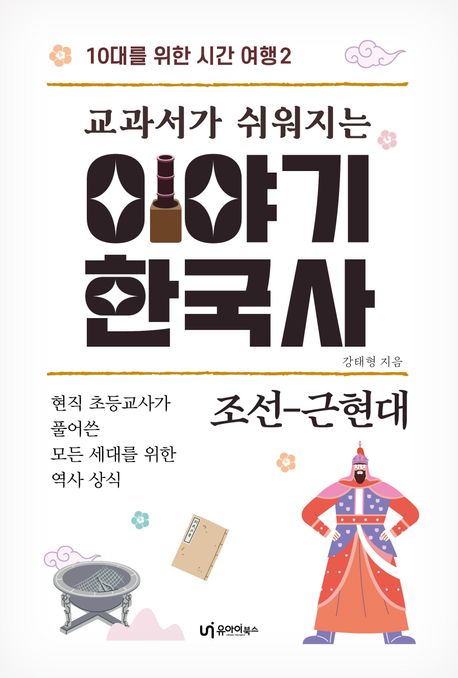 10대를 위한 시간 여행2
교과서가 쉬워지는
이야기
한국사
강태형 지음
조선-근현대
현직 초등교사가
풀어쓴
모든 세대를 위한
역사 상식
유아이북스